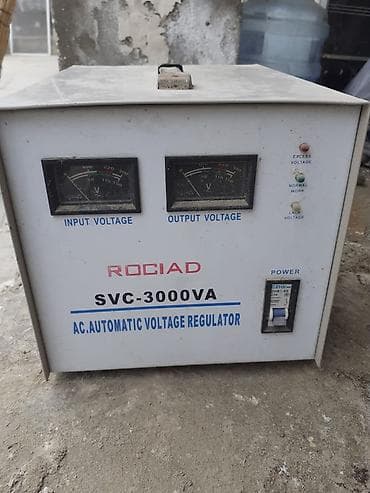 EXCESS
VOLTAGE
NORMAL
WORK
LACK
VOLTAGE
INPUT VOLTAGE
OUTPUT VOLTAGE
V
V
ROCIAD
POWER
SVC-3000VA
AC.AUTOMATIC VOLTAGE REGULATOR